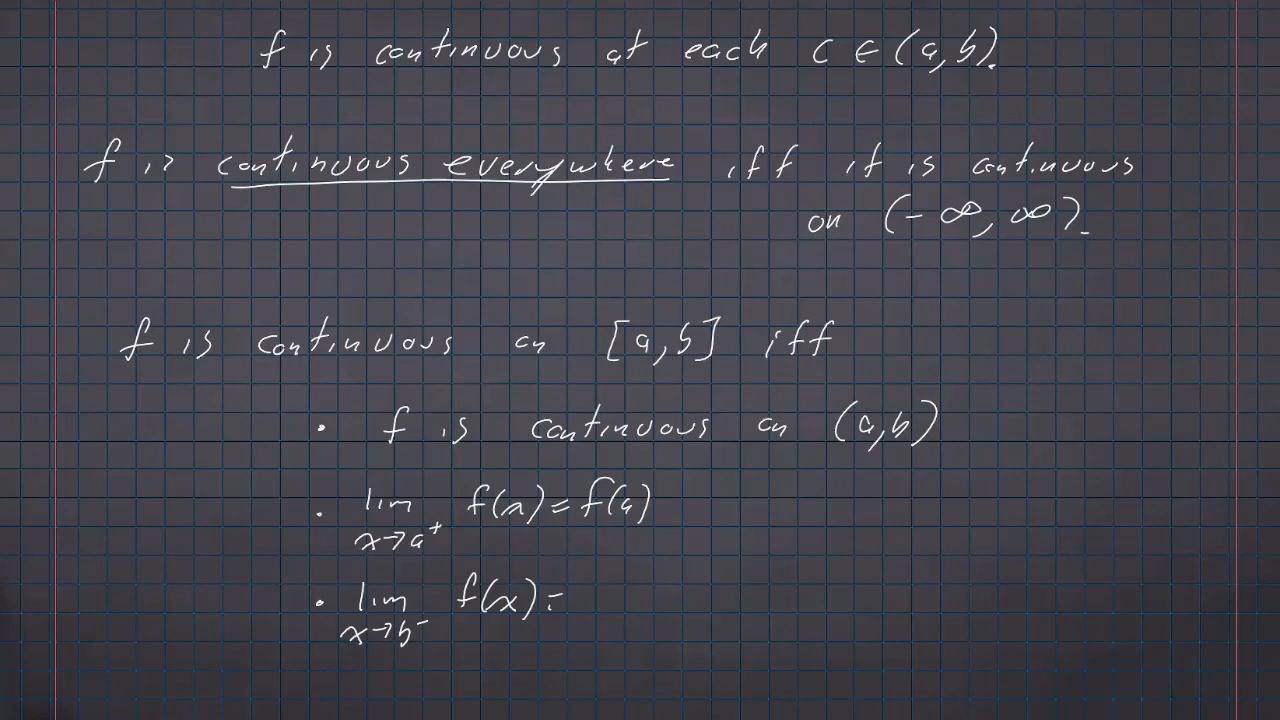 f is continuous at each c ∈ (a,b).
f is continuous everywhere iff it is continuous
on (-∞, ∞).
f is continuous on [a,b] iff
• f is continuous on (a,b)
• lim f(x) = f(a)
x→a⁺
• lim f(x) =
x→b⁻